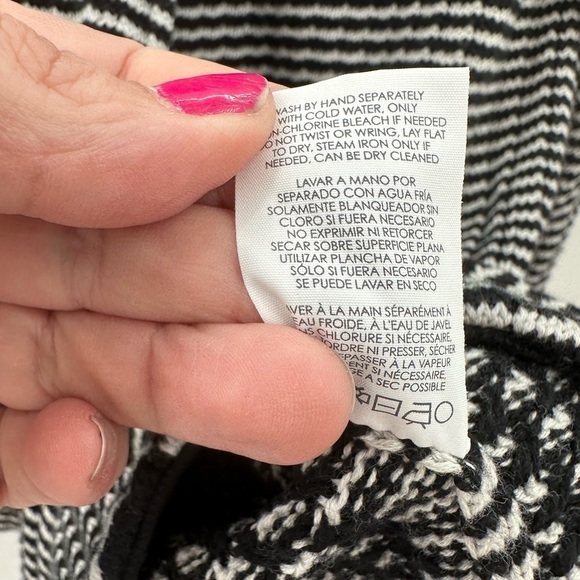 WASH BY HAND SEPARATELY
WITH COLD WATER, ONLY
NON-CHLORINE BLEACH IF NEEDED
DO NOT TWIST OR WRING, LAY FLAT
TO DRY. STEAM IRON ONLY IF
NEEDED, CAN BE DRY CLEANED
LAVAR A MANO POR
SEPARADO CON AGUA FRÍA
SOLAMENTE BLANQUEADOR SIN
CLORO SI FUERA NECESARIO
NO EXPRIMIR NI RETORCER
SECAR SOBRE SUPERFICIE PLANA
UTILIZAR PLANCHA DE VAPOR
SÓLO SI FUERA NECESARIO
SE PUEDE LAVAR EN SECO
LAVER À LA MAIN SÉPARÉMENT À
EAU FROIDE, À L'EAU DE JAVEL
SANS CHLORURE SI NÉCESSAIRE,
NI PRESSER, SÉCHER
REPASSER À LA VAPEUR
SI NÉCESSAIRE,
A SEC POSSIBLE